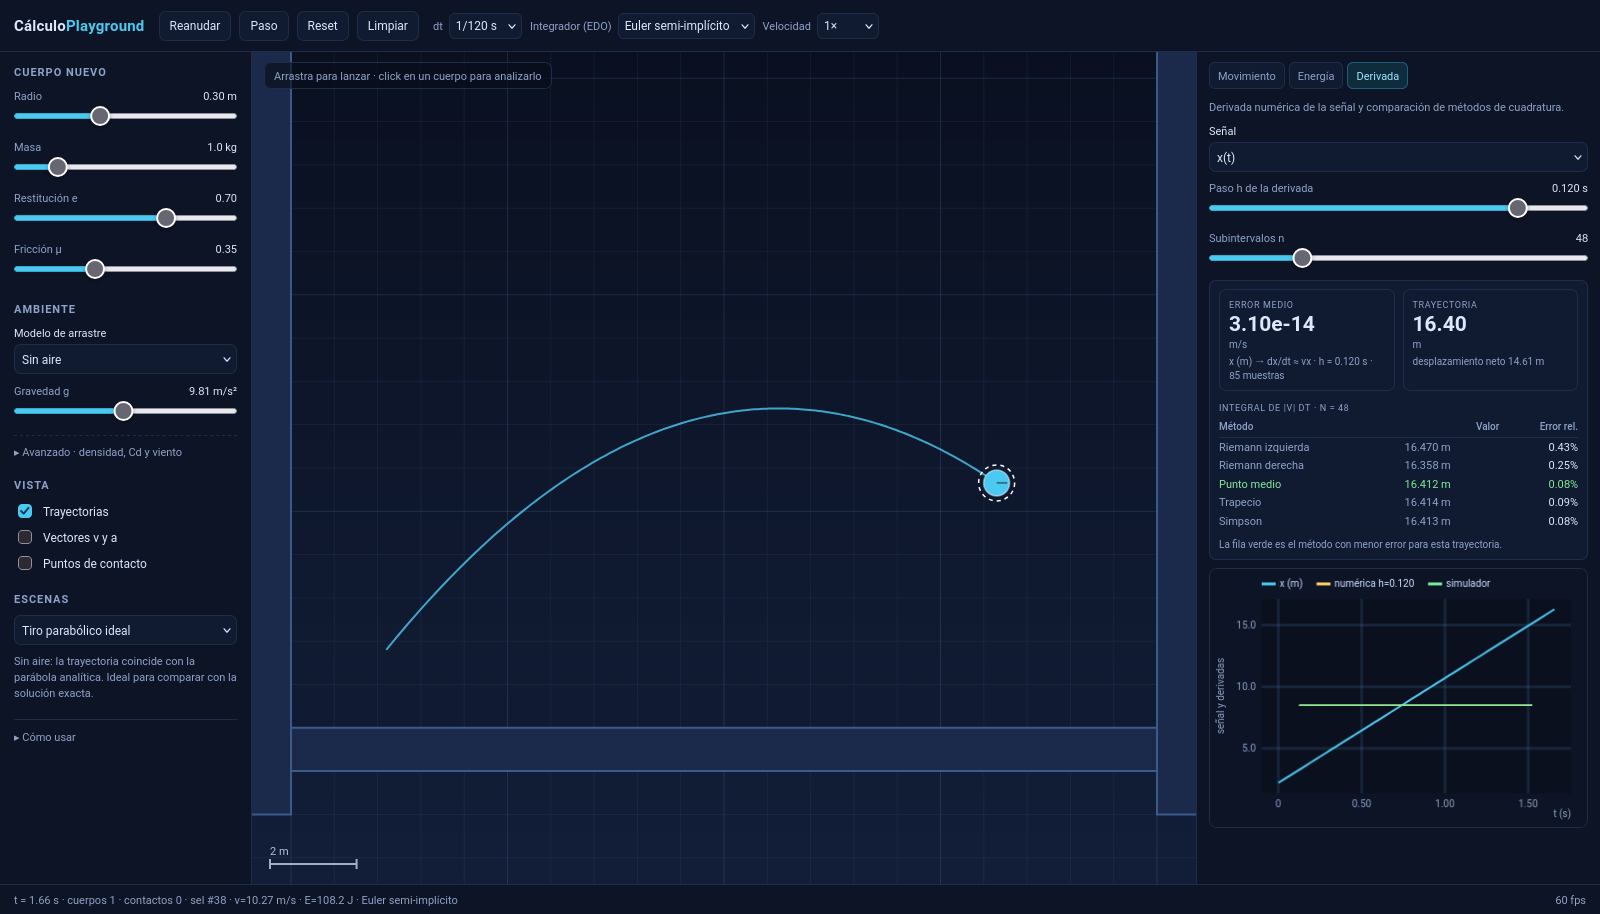 CálculoPlayground
Reanudar
Paso
Reset
Limpiar
dt
1/120 s
Integrador (EDO)
Euler semi-implícito
Velocidad
1×
CUERPO NUEVO
Radio 0.30 m
Masa 1.0 kg
Restitución e 0.70
Fricción μ 0.35
AMBIENTE
Modelo de arrastre
Sin aire
Gravedad g 9.81 m/s²
▸ Avanzado · densidad, Cd y viento
VISTA
Trayectorias
Vectores v y a
Puntos de contacto
ESCENAS
Tiro parabólico ideal
Sin aire: la trayectoria coincide con la
parábola analítica. Ideal para comparar con la
solución exacta.
▸ Cómo usar
Arrastra para lanzar · click en un cuerpo para analizarlo
2 m
Movimiento
Energía
Derivada
Derivada numérica de la señal y comparación de métodos de cuadratura.
Señal
x(t)
Paso h de la derivada 0.120 s
Subintervalos n 48
ERROR MEDIO
3.10e-14
m/s
x (m) → dx/dt ≈ vx · h = 0.120 s ·
85 muestras
TRAYECTORIA
16.40
m
desplazamiento neto 14.61 m
INTEGRAL DE |V| DT · N = 48
Método Valor Error rel.
Riemann izquierda 16.470 m 0.43%
Riemann derecha 16.358 m 0.25%
Punto medio 16.412 m 0.08%
Trapecio 16.414 m 0.09%
Simpson 16.413 m 0.08%
La fila verde es el método con menor error para esta trayectoria.
x (m) numérica h=0.120 simulador
señal y derivadas
15.0
10.0
5.0
0 0.50 1.00 1.50
t (s)
t = 1.66 s · cuerpos 1 · contactos 0 · sel #38 · v=10.27 m/s · E=108.2 J · Euler semi-implícito
60 fps